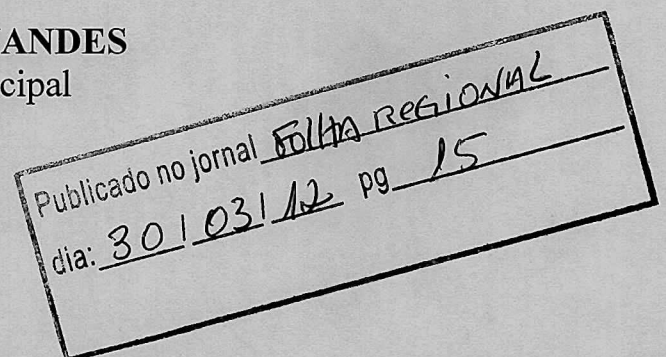 ANDES
cipal
Publicado no jornal FOLHA REGIONAL
dia: 30/03/12 pg 15